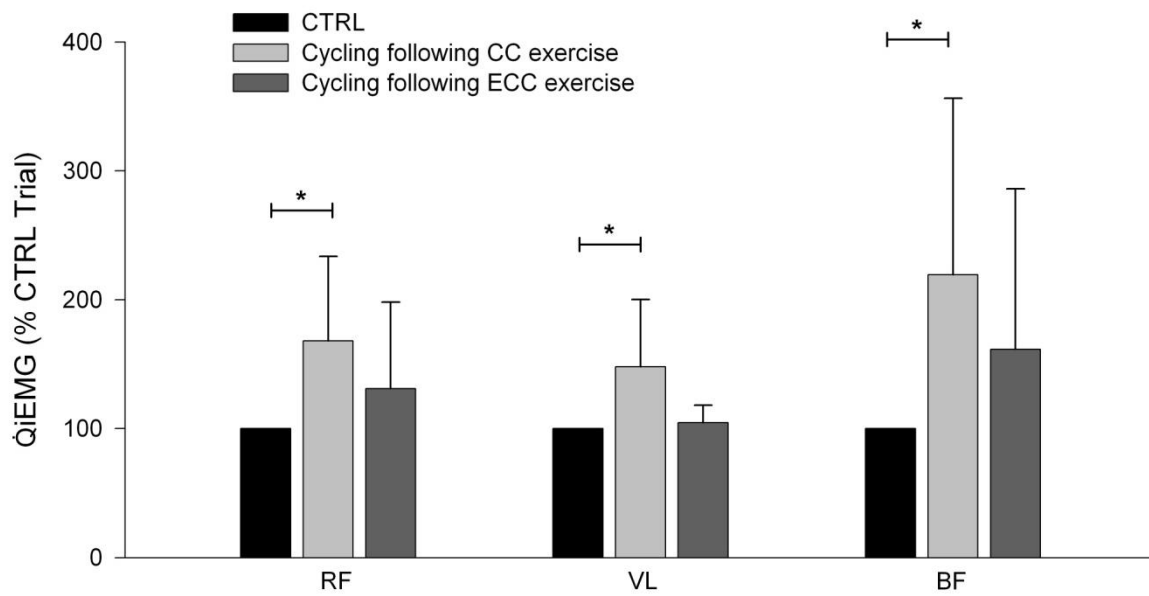 CTRL
Cycling following CC exercise
Cycling following ECC exercise
Q̇iEMG (% CTRL Trial)
400
300
200
100
0
*
*
*
RF
VL
BF